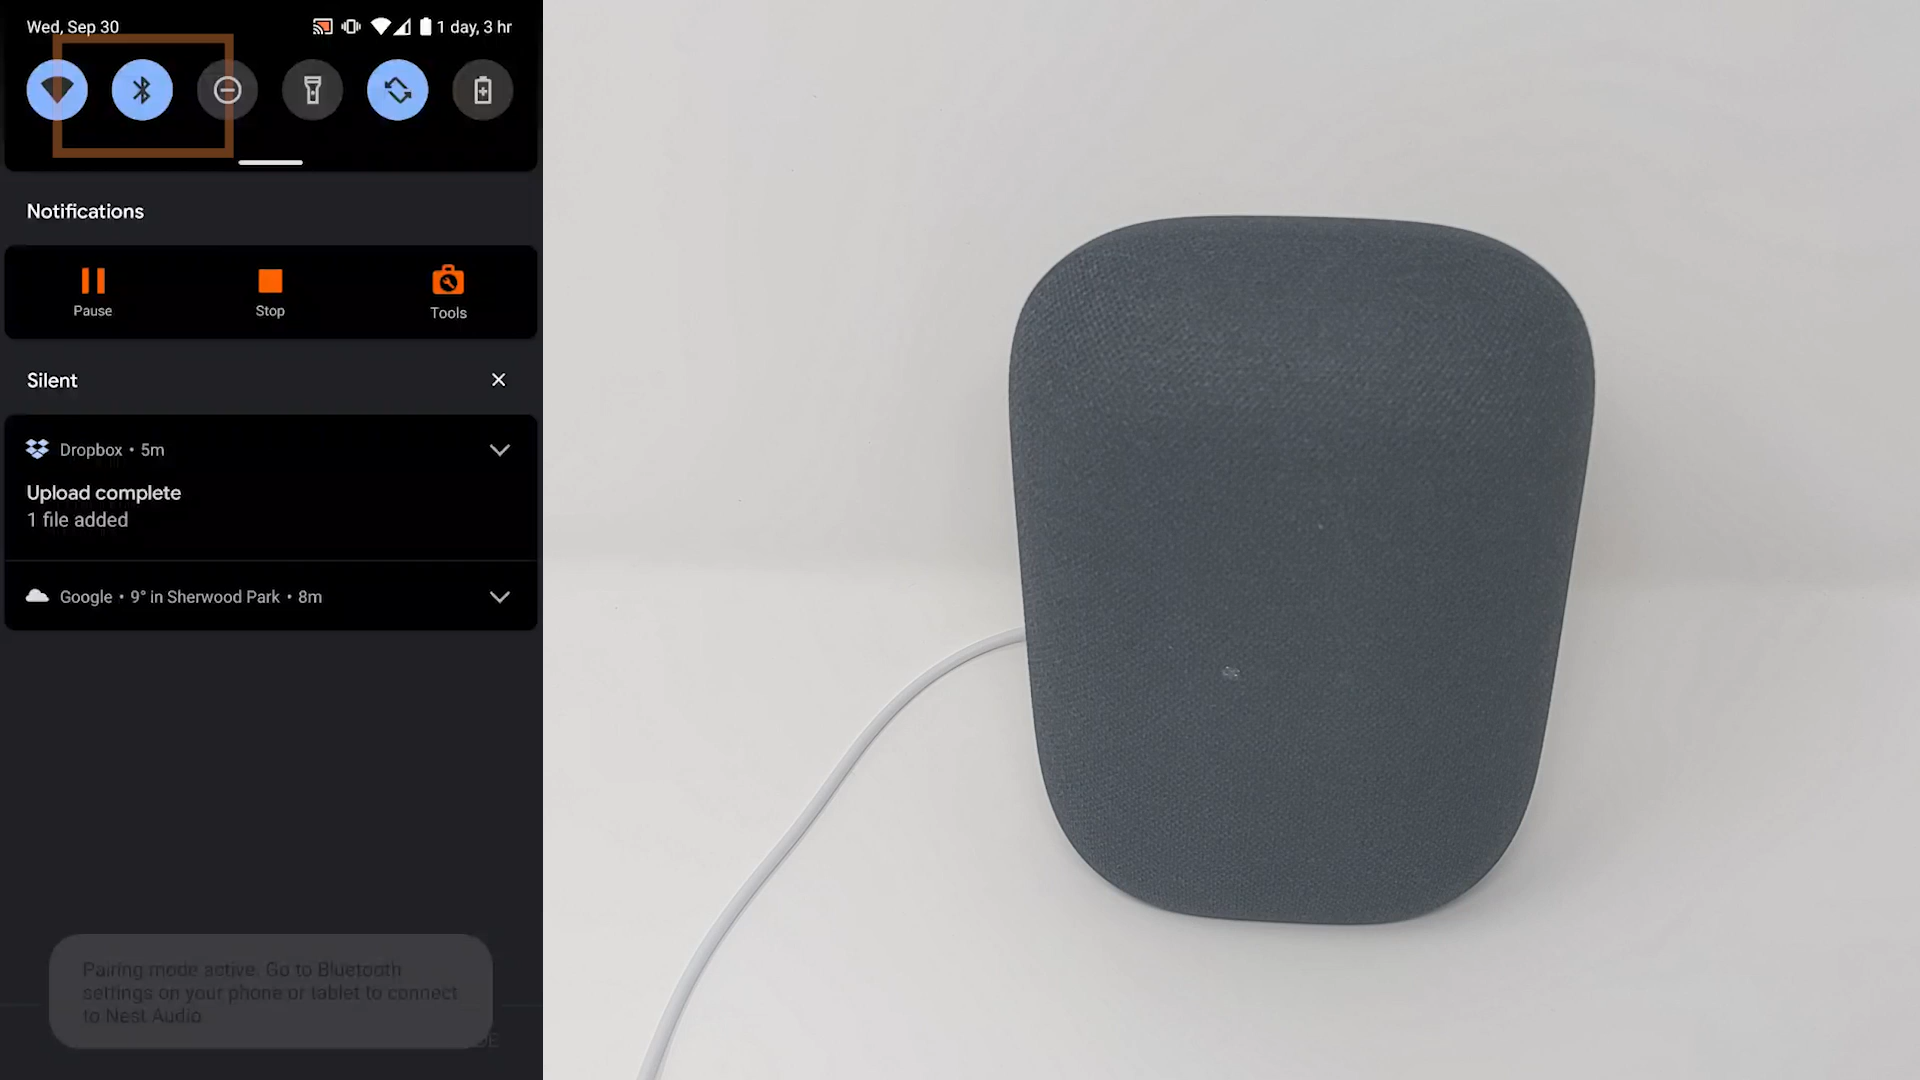 Wed, Sep 30
1 day, 3 hr
Notifications
Pause
Stop
Tools
Silent
Dropbox • 5m
Upload complete
1 file added
Google • 9° in Sherwood Park • 8m
Pairing mode active. Go to Bluetooth
settings on your phone or tablet to connect
to Nest Audio